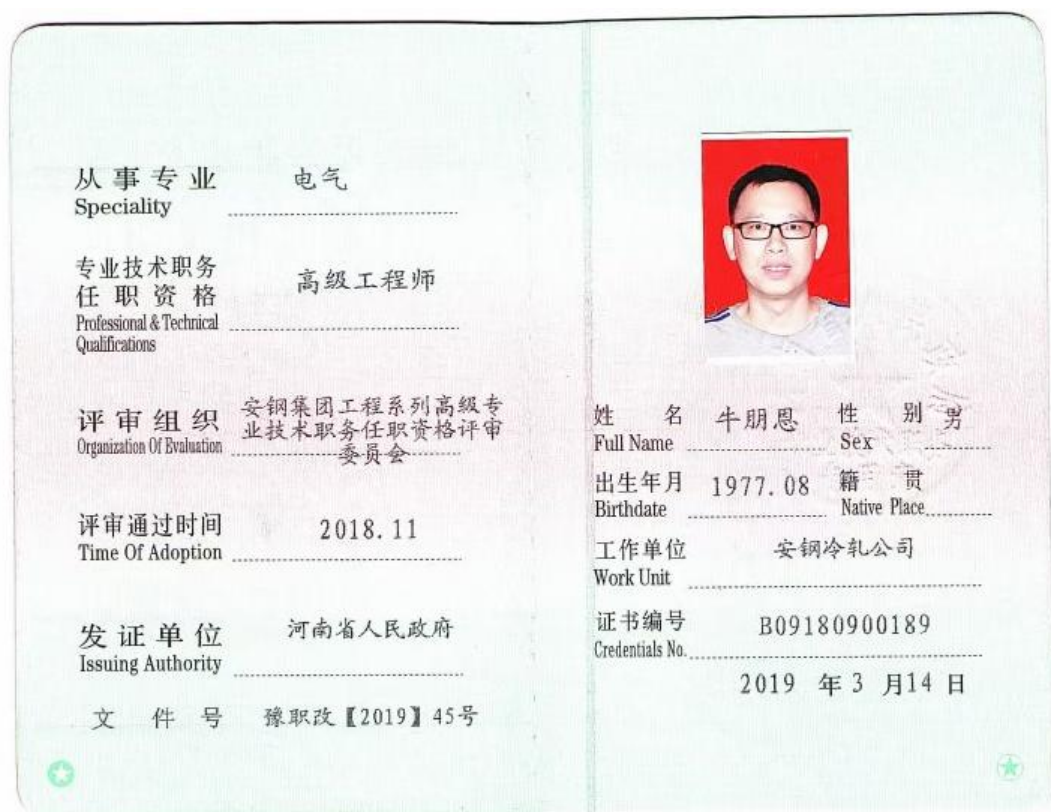 从事专业 电气
Speciality
专业技术职务
任职资格 高级工程师
Professional & Technical
Qualifications
评审组织 安钢集团工程系列高级专
业技术职务任职资格评审
委员会
Organization Of Evaluation
评审通过时间 2018.11
Time Of Adoption
发证单位 河南省人民政府
Issuing Authority
文件号 豫职改【2019】45号
姓名 牛朋恩 性别 男
Full Name Sex
出生年月 1977.08 籍贯
Birthdate Native Place
工作单位 安钢冷轧公司
Work Unit
证书编号 B09180900189
Credentials No.
2019 年 3 月 14 日